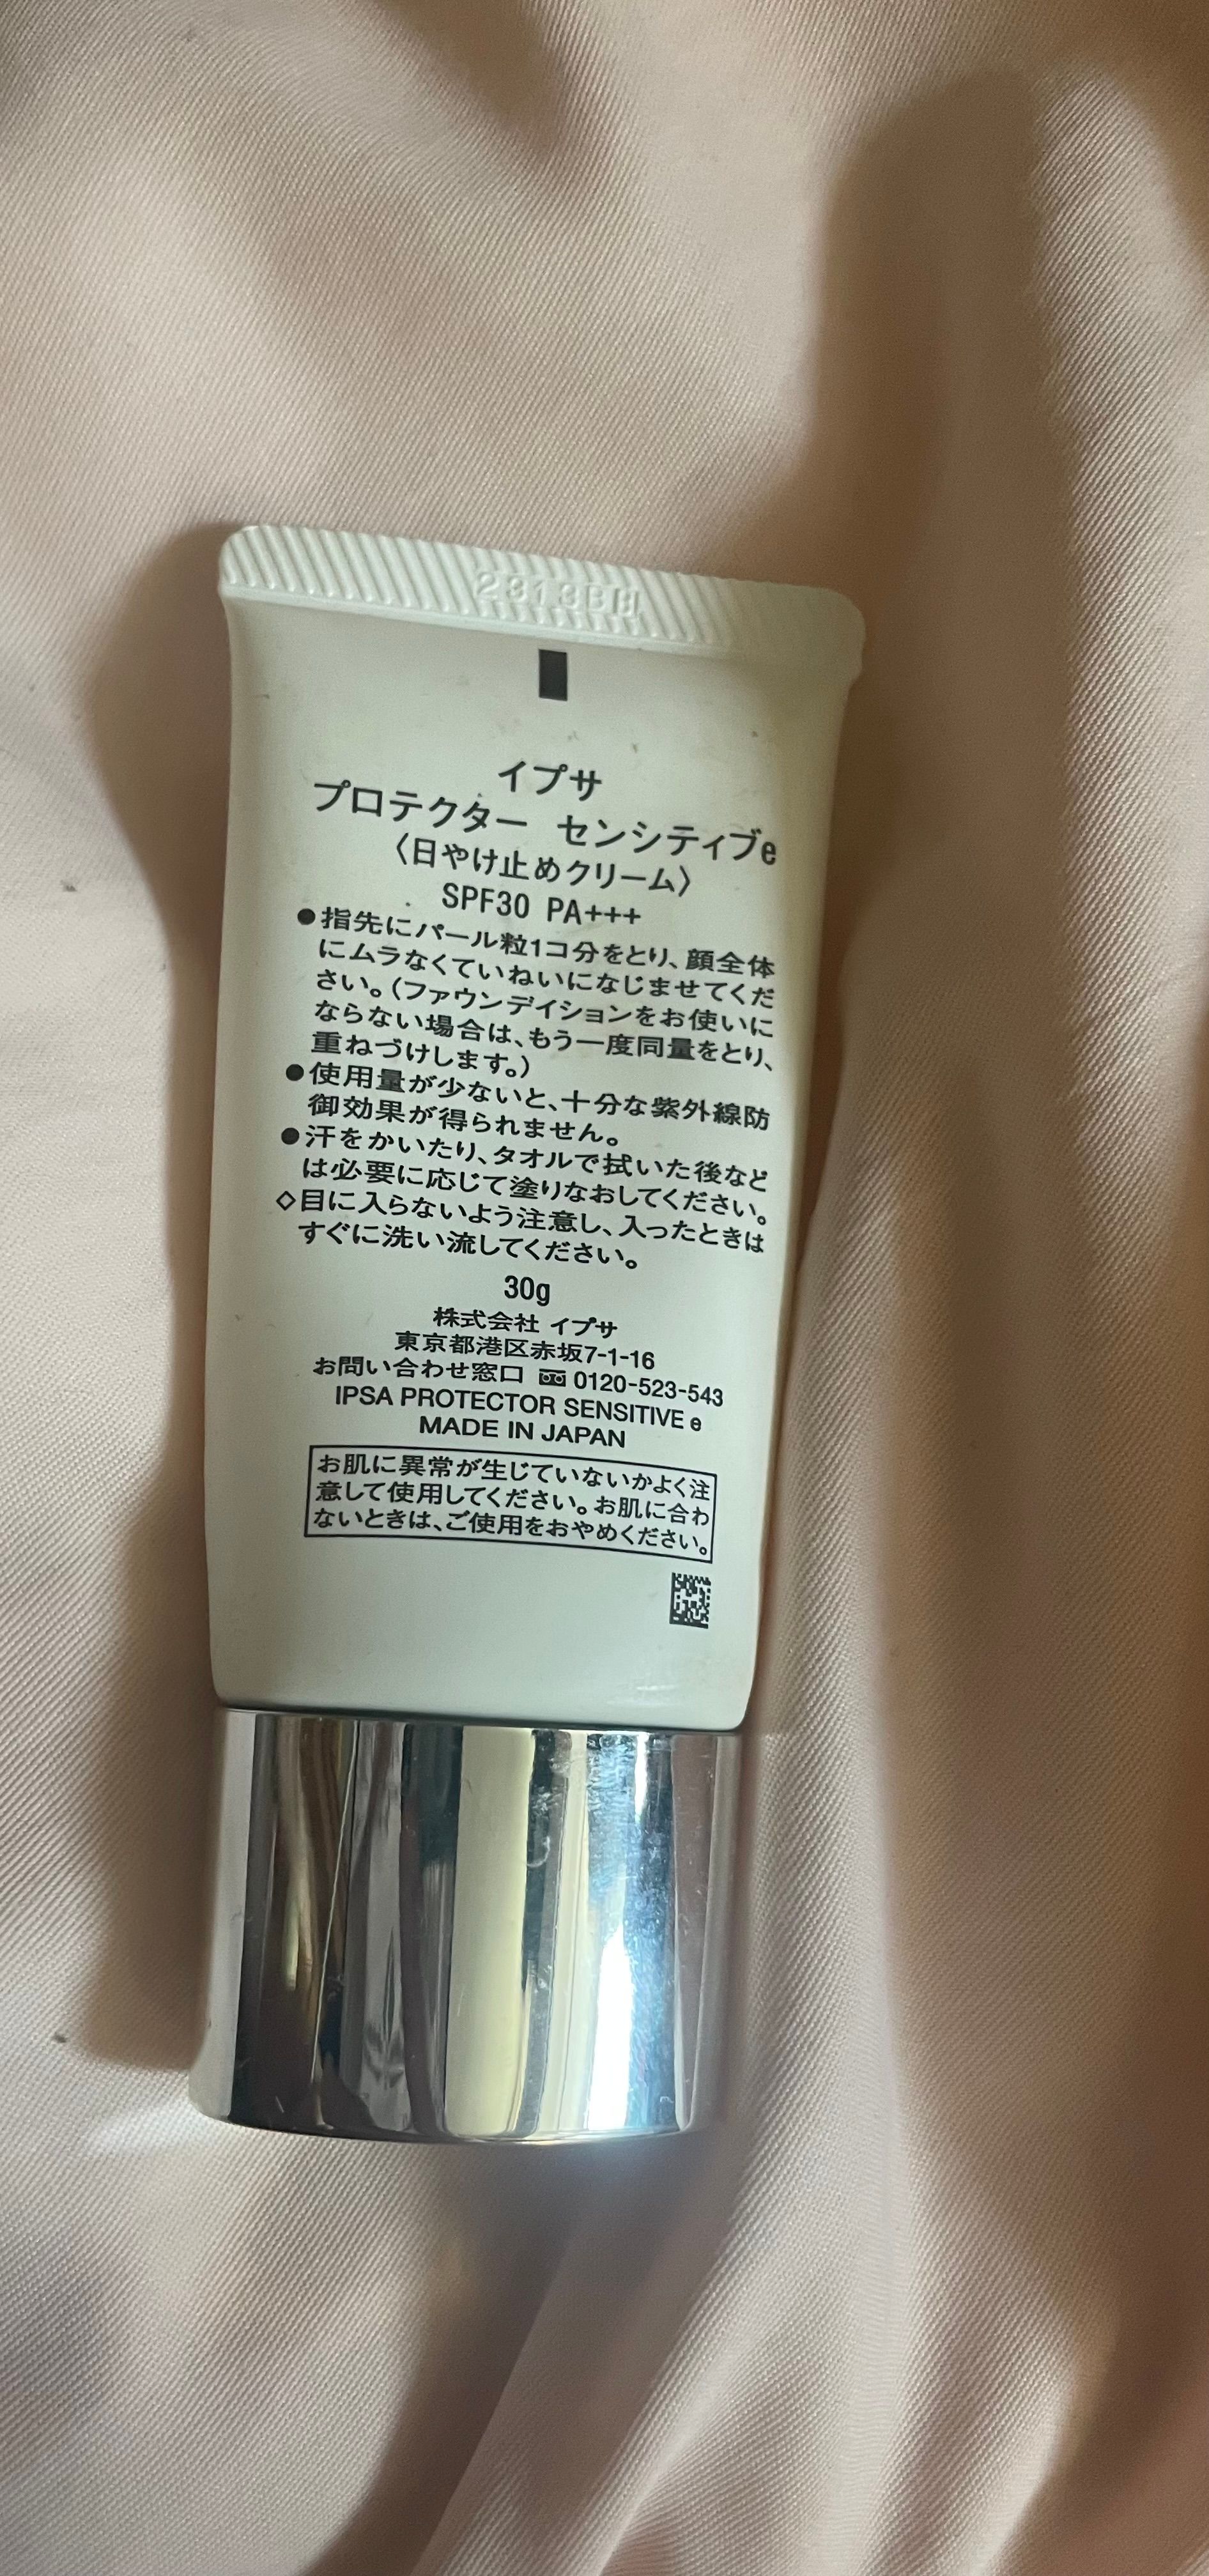 2313BH
イプサ
プロテクター センシティブe
〈日やけ止めクリーム〉
SPF30 PA+++
●指先にパール粒1コ分をとり、顔全体
にムラなくていねいになじませてくだ
さい。(ファウンデイションをお使いに
ならない場合は、もう一度同量をとり、
重ねづけします。)
●使用量が少ないと、十分な紫外線防
御効果が得られません。
●汗をかいたり、タオルで拭いた後など
は必要に応じて塗りなおしてください。
◇目に入らないよう注意し、入ったときは
すぐに洗い流してください。
30g
株式会社 イプサ
東京都港区赤坂7-1-16
お問い合わせ窓口 0120-523-543
IPSA PROTECTOR SENSITIVE e
MADE IN JAPAN
お肌に異常が生じていないかよく注
意して使用してください。お肌に合わ
ないときは、ご使用をおやめください。